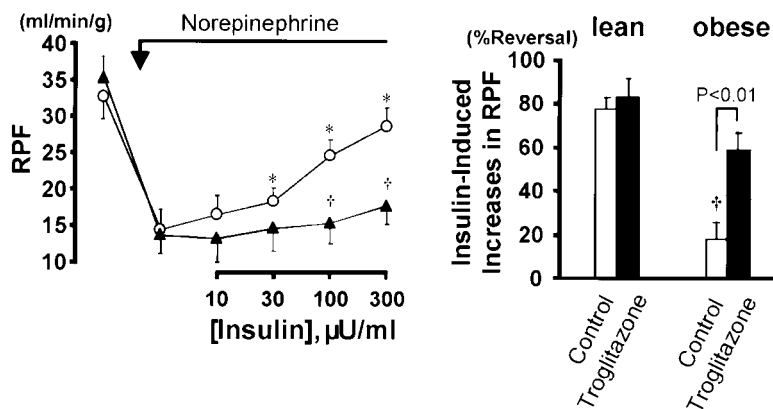 (ml/min/g)
Norepinephrine
40
35
30
25
20
15
10
RPF
*
*
*
†
†
10 30 100 300
[Insulin], μU/ml
(%Reversal) lean obese
100
80
60
40
20
0
Insulin-Induced
Increases in RPF
P<0.01
†
Control
Troglitazone
Control
Troglitazone